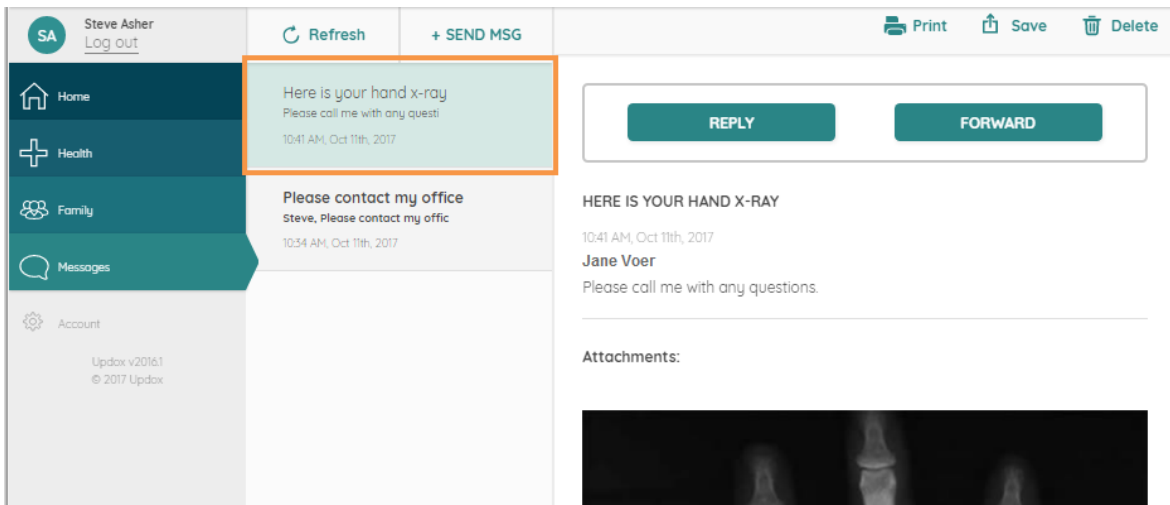 SA
Steve Asher
Log out
Home
Health
Family
Messages
Account
Updox v2016.1
© 2017 Updox
Refresh
+ SEND MSG
Here is your hand x-ray
Please call me with any questi
10:41 AM, Oct 11th, 2017
Please contact my office
Steve, Please contact my offic
10:34 AM, Oct 11th, 2017
Print
Save
Delete
REPLY
FORWARD
HERE IS YOUR HAND X-RAY
10:41 AM, Oct 11th, 2017
Jane Voer
Please call me with any questions.
Attachments: